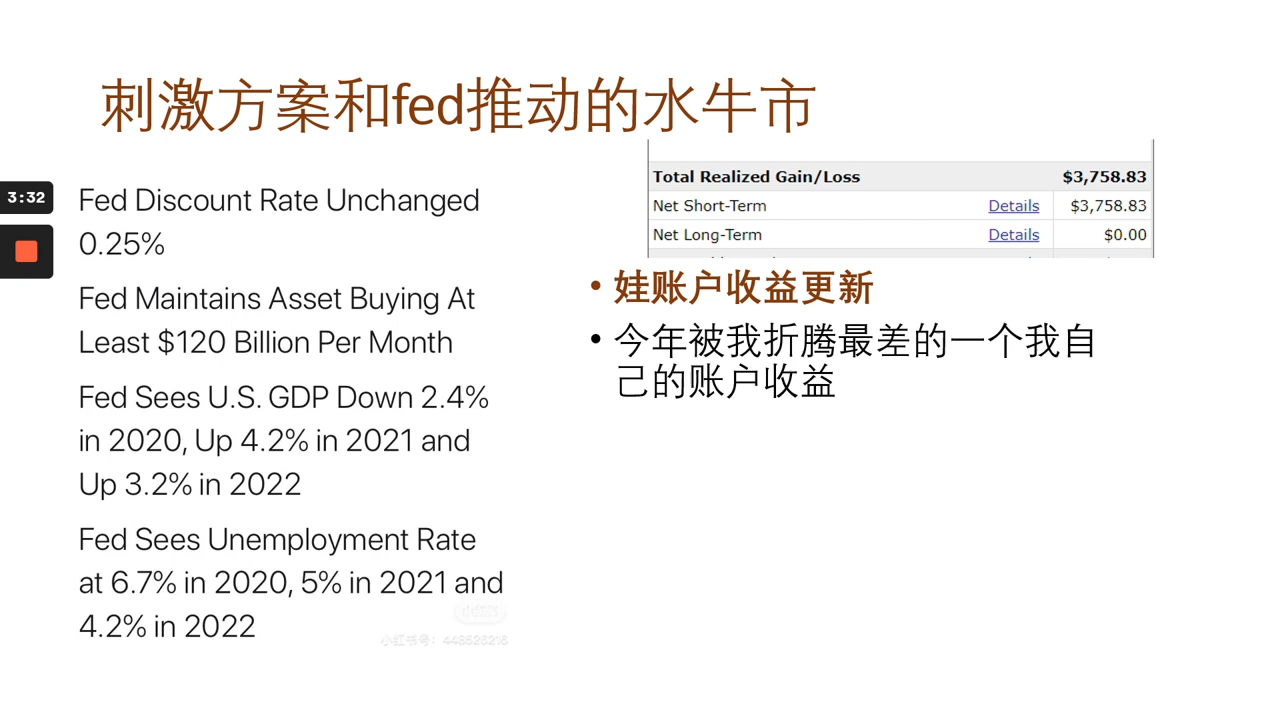 刺激方案和fed推动的水牛市
3:32
Fed Discount Rate Unchanged
0.25%
Fed Maintains Asset Buying At
Least $120 Billion Per Month
Fed Sees U.S. GDP Down 2.4%
in 2020, Up 4.2% in 2021 and
Up 3.2% in 2022
Fed Sees Unemployment Rate
at 6.7% in 2020, 5% in 2021 and
4.2% in 2022
Total Realized Gain/Loss $3,758.83
Net Short-Term Details $3,758.83
Net Long-Term Details $0.00
• 娃账户收益更新
• 今年被我折腾最差的一个我自
己的账户收益
小红书
小红书号: 448526216